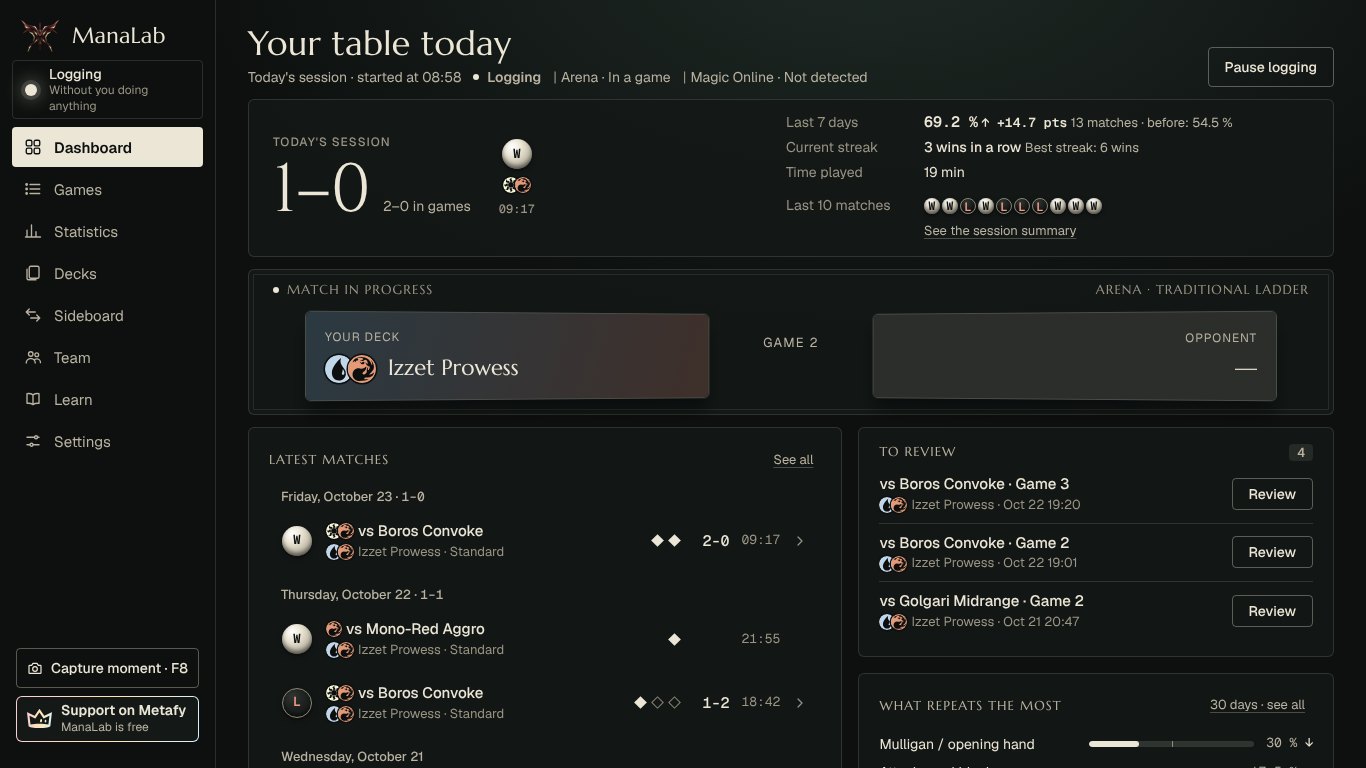 ManaLab
Logging
Without you doing
anything
Dashboard
Games
Statistics
Decks
Sideboard
Team
Learn
Settings
Capture moment · F8
Support on Metafy
ManaLab is free
Your table today
Today's session · started at 08:58 Logging | Arena · In a game | Magic Online · Not detected
Pause logging
TODAY'S SESSION
1–0 2–0 in games
W
09:17
Last 7 days 69.2 %↑ +14.7 pts 13 matches · before: 54.5 %
Current streak 3 wins in a row Best streak: 6 wins
Time played 19 min
Last 10 matches W W L W L L L W W W
See the session summary
MATCH IN PROGRESS
ARENA · TRADITIONAL LADDER
YOUR DECK
Izzet Prowess
GAME 2
OPPONENT
—
LATEST MATCHES See all
Friday, October 23 · 1–0
W vs Boros Convoke 2–0 09:17
Izzet Prowess · Standard
Thursday, October 22 · 1–1
W vs Mono-Red Aggro 21:55
Izzet Prowess · Standard
L vs Boros Convoke 1–2 18:42
Izzet Prowess · Standard
Wednesday, October 21
TO REVIEW 4
vs Boros Convoke · Game 3
Izzet Prowess · Oct 22 19:20
Review
vs Boros Convoke · Game 2
Izzet Prowess · Oct 22 19:01
Review
vs Golgari Midrange · Game 2
Izzet Prowess · Oct 21 20:47
Review
WHAT REPEATS THE MOST 30 days · see all
Mulligan / opening hand 30 % ↓